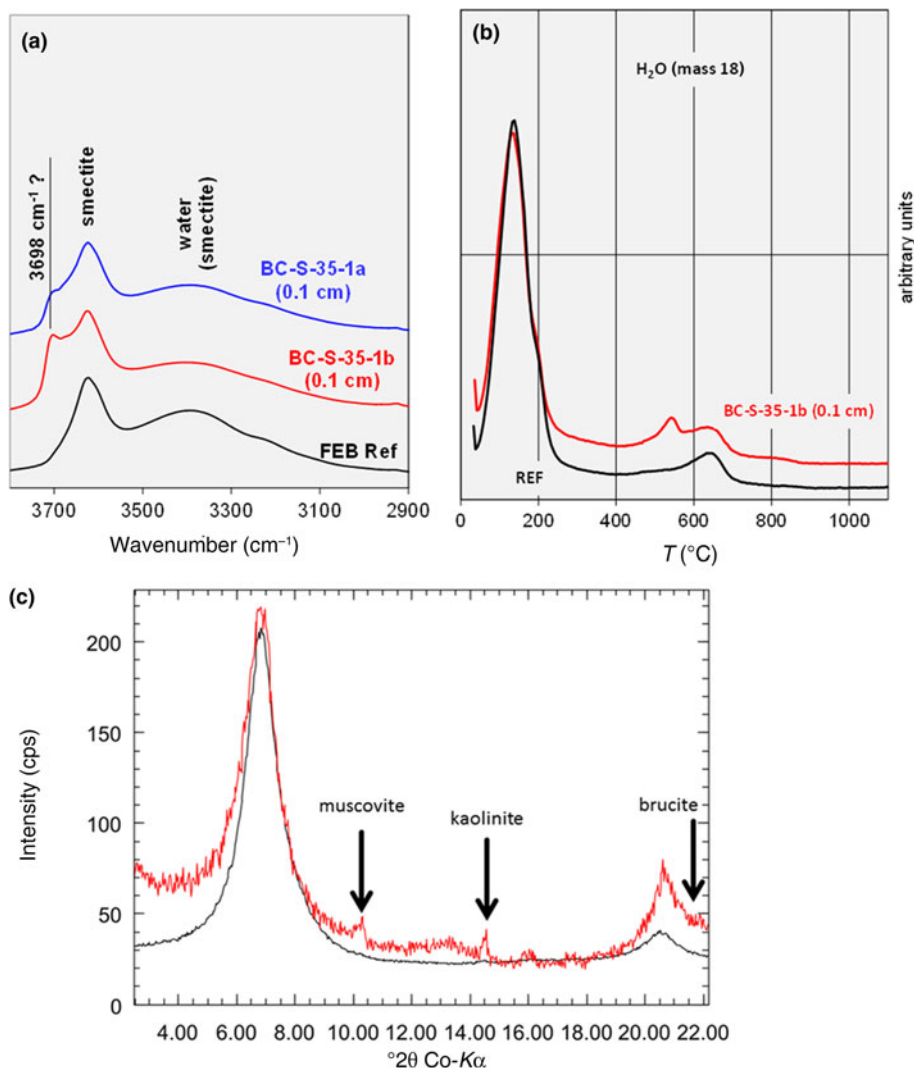 (a)
3698 cm⁻¹ ?
smectite
water
(smectite)
BC-S-35-1a
(0.1 cm)
BC-S-35-1b
(0.1 cm)
FEB Ref
3700 3500 3300 3100 2900
Wavenumber (cm⁻¹)
(b)
H₂O (mass 18)
BC-S-35-1b (0.1 cm)
REF
arbitrary units
0 200 400 600 800 1000
T (°C)
(c)
200
150
100
50
0
Intensity (cps)
muscovite
kaolinite
brucite
4.00 6.00 8.00 10.00 12.00 14.00 16.00 18.00 20.00 22.00
°2θ Co-Kα